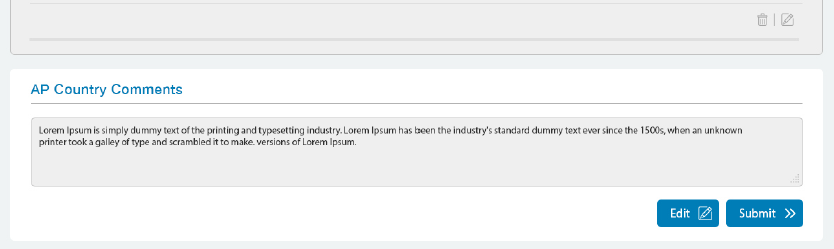 AP Country Comments
Lorem Ipsum is simply dummy text of the printing and typesetting industry. Lorem Ipsum has been the industry's standard dummy text ever since the 1500s, when an unknown
printer took a galley of type and scrambled it to make. versions of Lorem Ipsum.
Edit
Submit